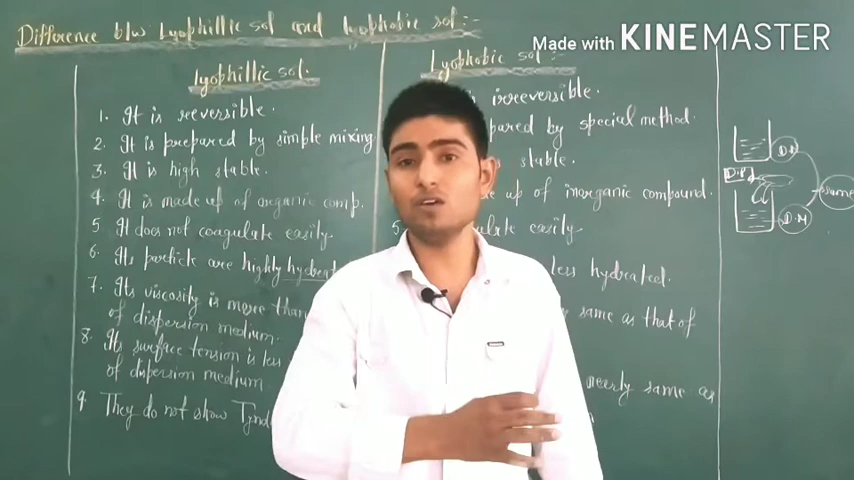 Difference b/w Lyophillic sol and lyophobic sol:-
Made with KINEMASTER
lyophillic sol.
1. It is reversible.
2. It is prepared by simple mixing
3. It is high stable.
4. It is made up of organic comp.
5 It does not coagulate easily.
6. Its particle are highly hydrat
7. Its viscosity is more than
of dispersion medium.
8. Its surface tension is less
of dispersion medium
9 They do not show Tynd
Lyophobic sol:-
irreversible.
pared by special method.
stable.
up of inorganic compound.
5
ulate easily
less hydrated.
same as that of
nearly same as
D.M
D.P
same
D.M